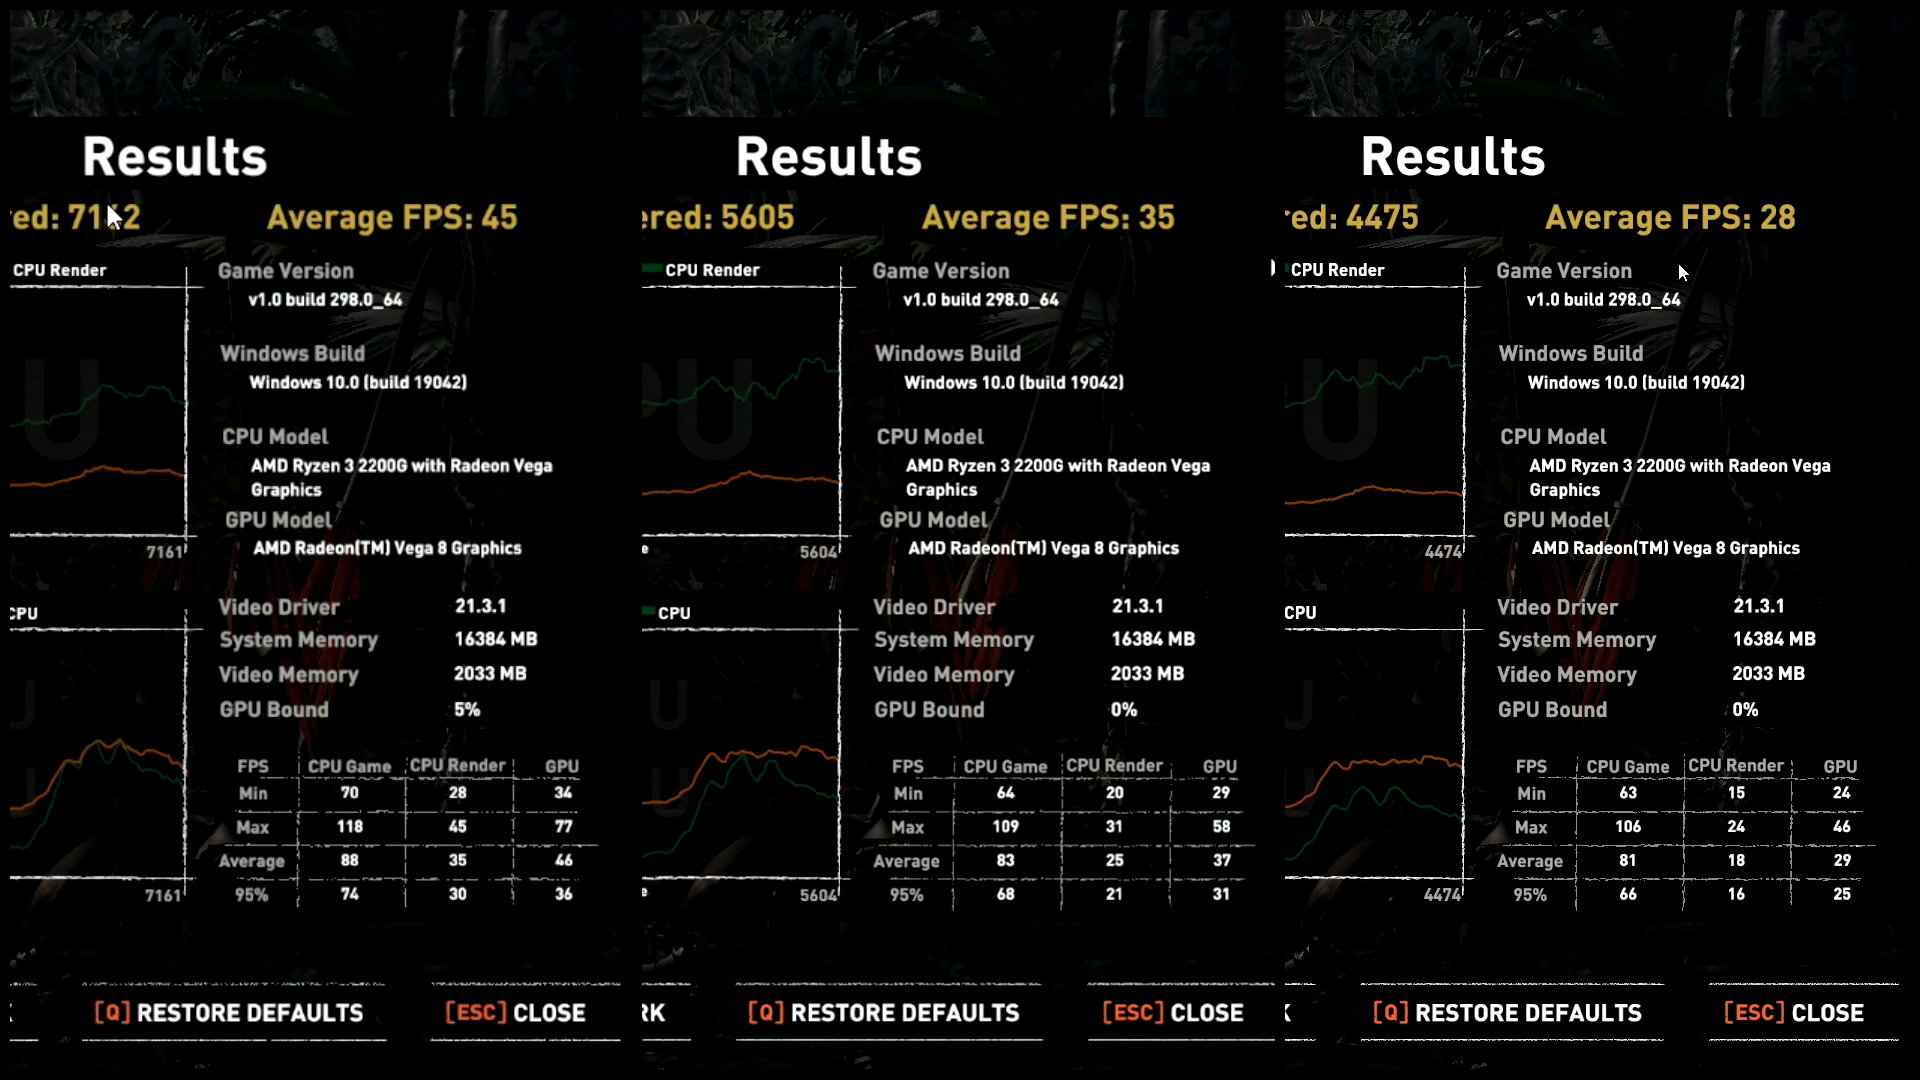 Results
red: 7162 Average FPS: 45
CPU Render
Game Version
v1.0 build 298.0_64
Windows Build
Windows 10.0 (build 19042)
CPU Model
AMD Ryzen 3 2200G with Radeon Vega
Graphics
GPU Model
AMD Radeon(TM) Vega 8 Graphics
7161
CPU
Video Driver 21.3.1
System Memory 16384 MB
Video Memory 2033 MB
GPU Bound 5%
FPS CPU Game CPU Render GPU
Min 70 28 34
Max 118 45 77
Average 88 35 46
95% 74 30 36
7161
[Q] RESTORE DEFAULTS [ESC] CLOSE
Results
ered: 5605 Average FPS: 35
CPU Render
Game Version
v1.0 build 298.0_64
Windows Build
Windows 10.0 (build 19042)
CPU Model
AMD Ryzen 3 2200G with Radeon Vega
Graphics
GPU Model
AMD Radeon(TM) Vega 8 Graphics
e 5604
CPU
Video Driver 21.3.1
System Memory 16384 MB
Video Memory 2033 MB
GPU Bound 0%
FPS CPU Game CPU Render GPU
Min 64 20 29
Max 109 31 58
Average 83 25 37
95% 68 21 31
e 5604
RK [Q] RESTORE DEFAULTS [ESC] CLOSE
Results
red: 4475 Average FPS: 28
CPU Render
Game Version
v1.0 build 298.0_64
Windows Build
Windows 10.0 (build 19042)
CPU Model
AMD Ryzen 3 2200G with Radeon Vega
Graphics
GPU Model
AMD Radeon(TM) Vega 8 Graphics
4474
CPU
Video Driver 21.3.1
System Memory 16384 MB
Video Memory 2033 MB
GPU Bound 0%
FPS CPU Game CPU Render GPU
Min 63 15 24
Max 106 24 46
Average 81 18 29
95% 66 16 25
4474
K [Q] RESTORE DEFAULTS [ESC] CLOSE